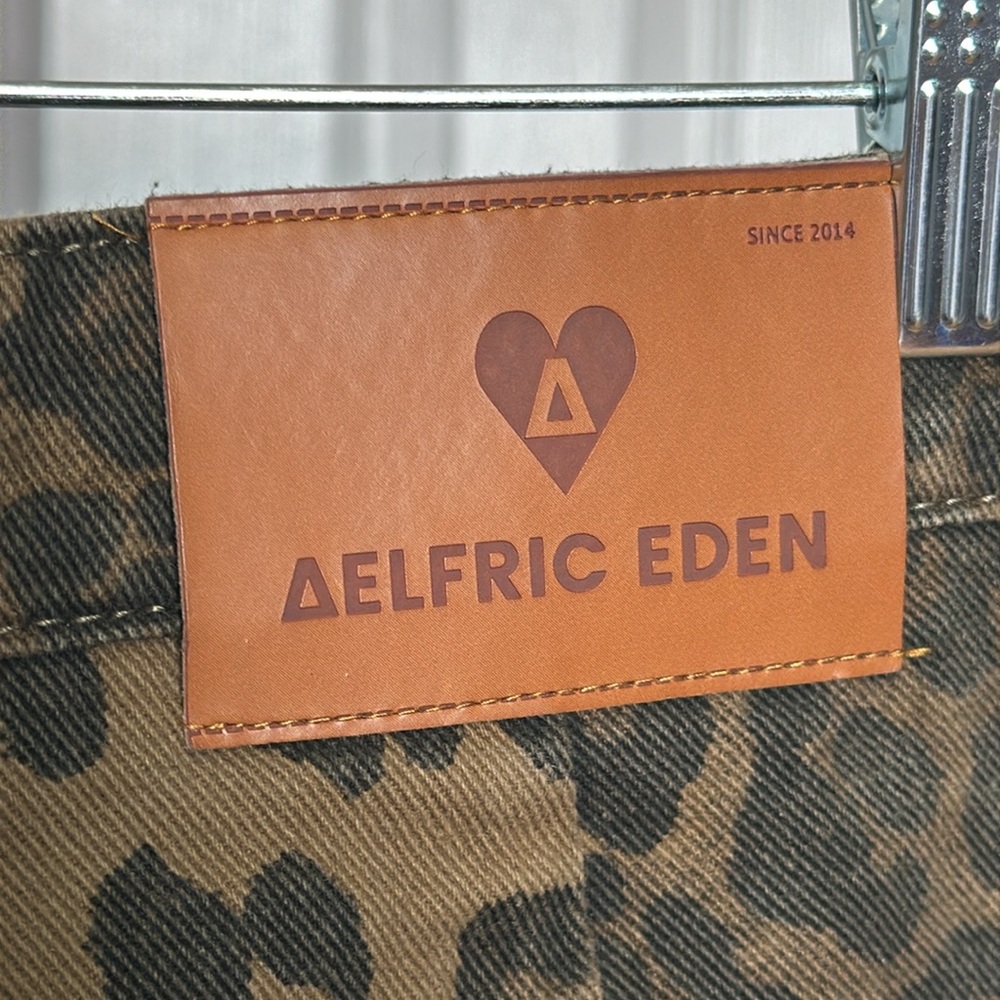 SINCE 2014
Δ
ΔELFRIC EDEN